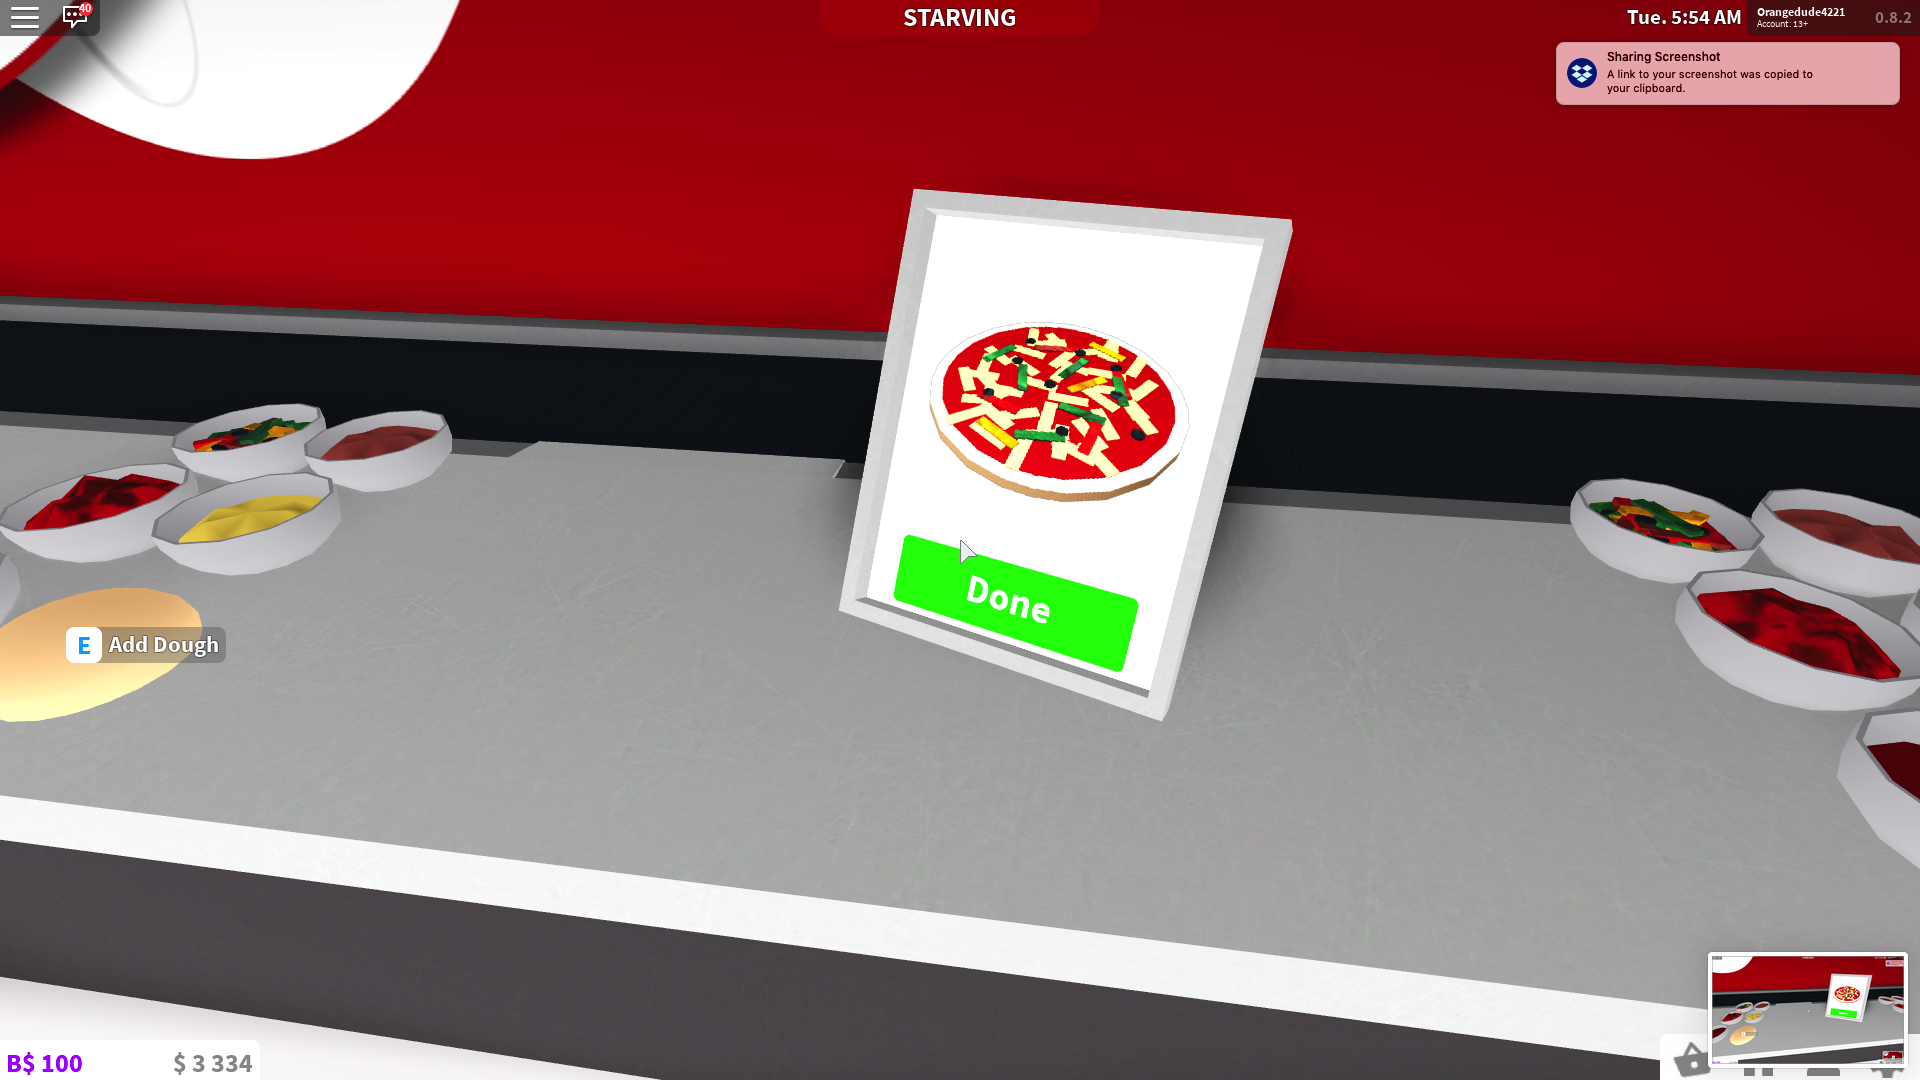 40
STARVING
Tue. 5:54 AM
Orangedude4221
Account: 13+
0.8.2
Sharing Screenshot
A link to your screenshot was copied to
your clipboard.
Done
E Add Dough
B$ 100
$ 3 334